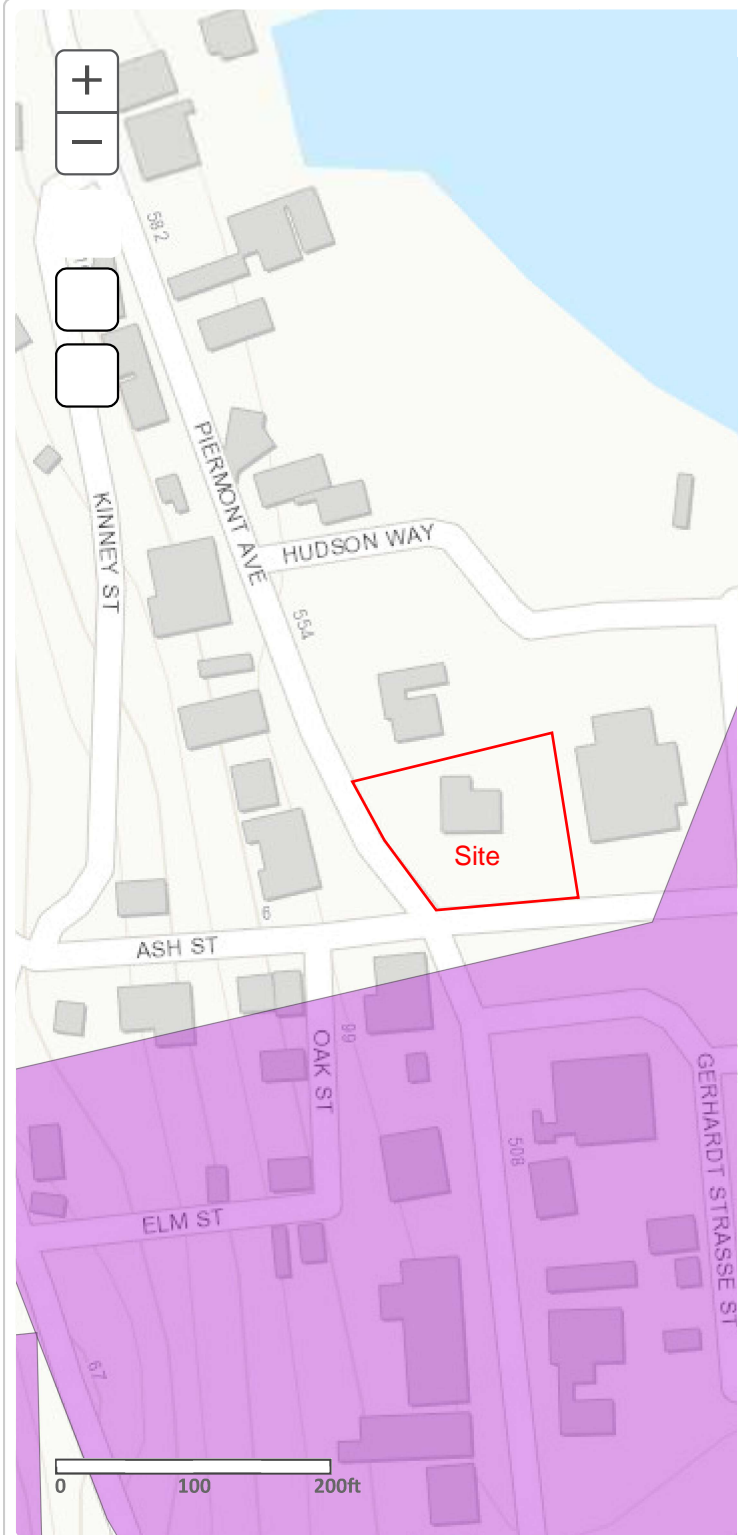 +
−
582
PIERMONT AVE
KINNEY ST
HUDSON WAY
554
Site
6
ASH ST
OAK ST
99
GERHARDT STRASSE ST
508
ELM ST
67
0 100 200ft